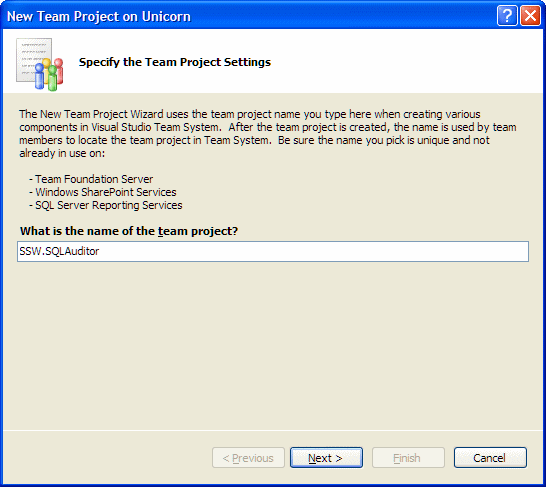 New Team Project on Unicorn
Specify the Team Project Settings
The New Team Project Wizard uses the team project name you type here when creating various
components in Visual Studio Team System.  After the team project is created, the name is used by team
members to locate the team project in Team System.  Be sure the name you pick is unique and not
already in use on:
- Team Foundation Server
- Windows SharePoint Services
- SQL Server Reporting Services
What is the name of the team project?
SSW.SQLAuditor
< Previous
Next >
Finish
Cancel